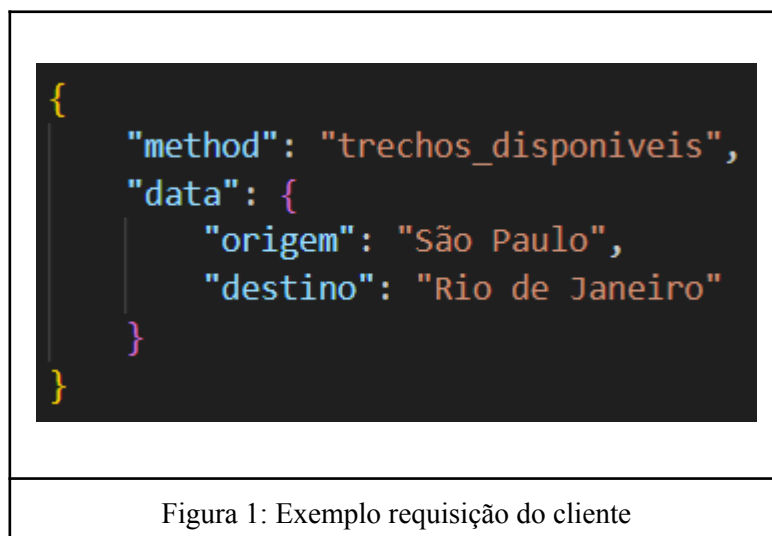 {
"method": "trechos_disponiveis",
"data": {
"origem": "São Paulo",
"destino": "Rio de Janeiro"
}
}
Figura 1: Exemplo requisição do cliente